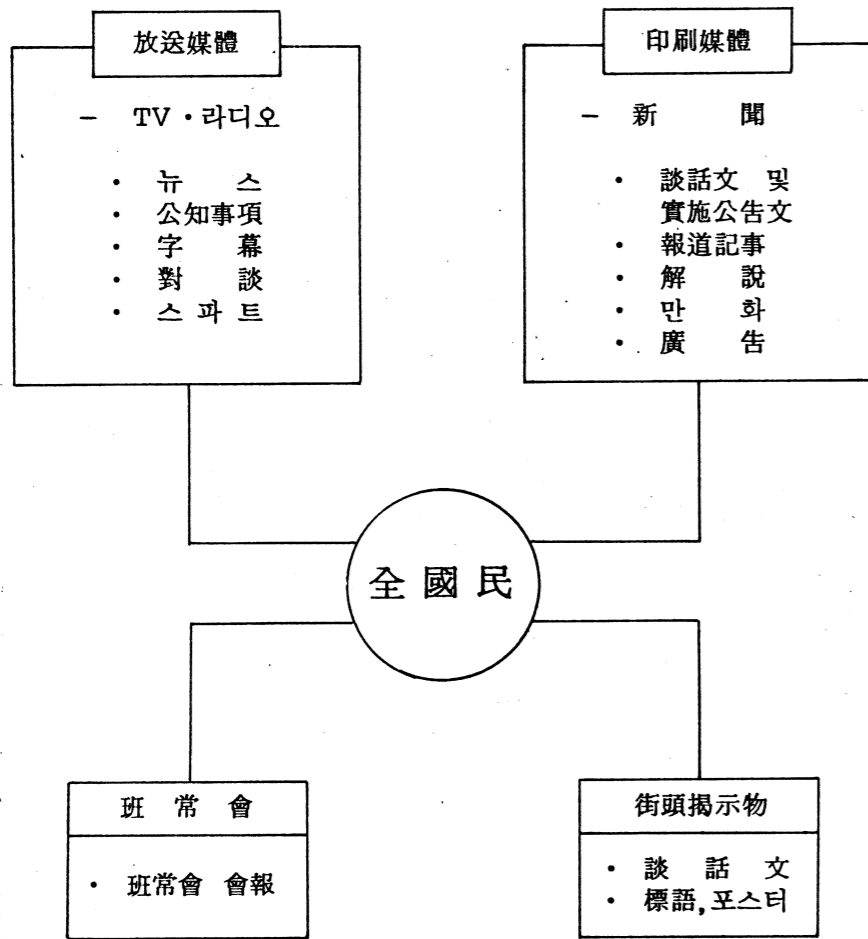 放送媒體
- TV · 라디오
· 뉴 스
· 公知事項
· 字 幕
· 對 談
· 스 파 트
印刷媒體
- 新 聞
· 談話文 및
實施公告文
· 報道記事
· 解 說
· 만 화
· 廣 告
全 國 民
班 常 會
· 班常會 會報
街頭揭示物
· 談 話 文
· 標語, 포스터